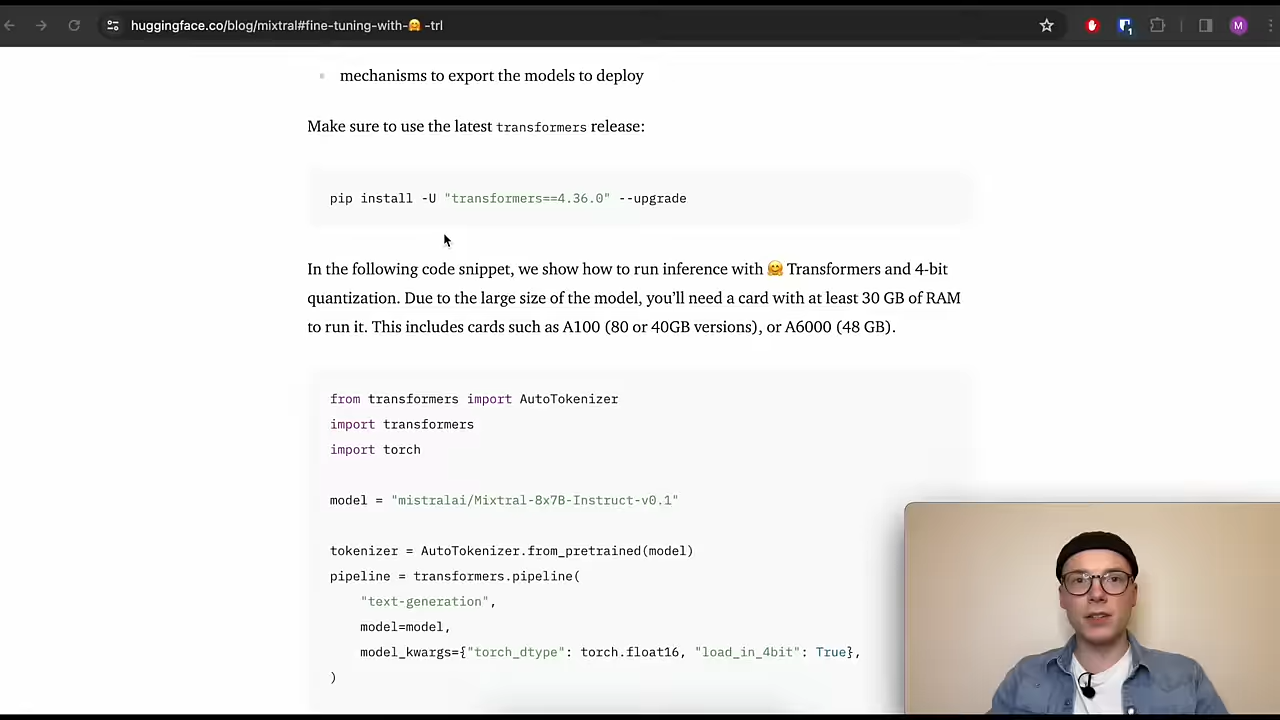 huggingface.co/blog/mixtral#fine-tuning-with-🤗 -trl
1
M
mechanisms to export the models to deploy
Make sure to use the latest transformers release:
pip install -U "transformers==4.36.0" --upgrade
In the following code snippet, we show how to run inference with 🤗 Transformers and 4-bit
quantization. Due to the large size of the model, you’ll need a card with at least 30 GB of RAM
to run it. This includes cards such as A100 (80 or 40GB versions), or A6000 (48 GB).
from transformers import AutoTokenizer
import transformers
import torch
model = "mistralai/Mixtral-8x7B-Instruct-v0.1"
tokenizer = AutoTokenizer.from_pretrained(model)
pipeline = transformers.pipeline(
    "text-generation",
    model=model,
    model_kwargs={"torch_dtype": torch.float16, "load_in_4bit": True},
)